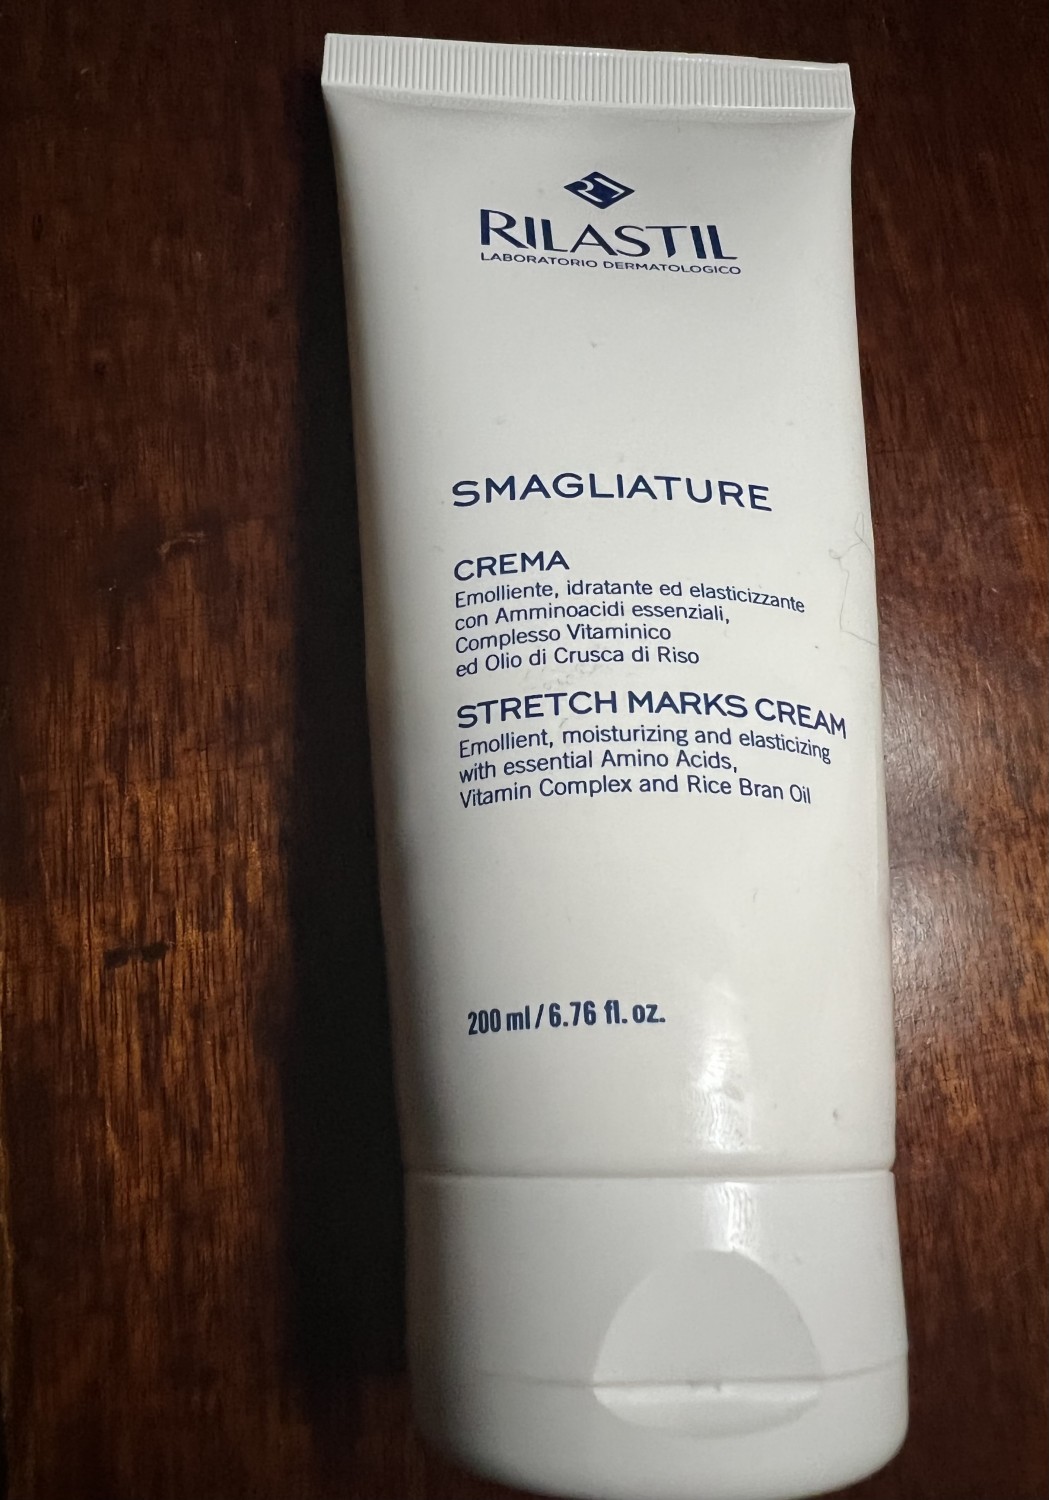 RILASTIL
LABORATORIO DERMATOLOGICO
SMAGLIATURE
CREMA
Emolliente, idratante ed elasticizzante
con Amminoacidi essenziali,
Complesso Vitaminico
ed Olio di Crusca di Riso
STRETCH MARKS CREAM
Emollient, moisturizing and elasticizing
with essential Amino Acids,
Vitamin Complex and Rice Bran Oil
200 ml / 6.76 fl. oz.